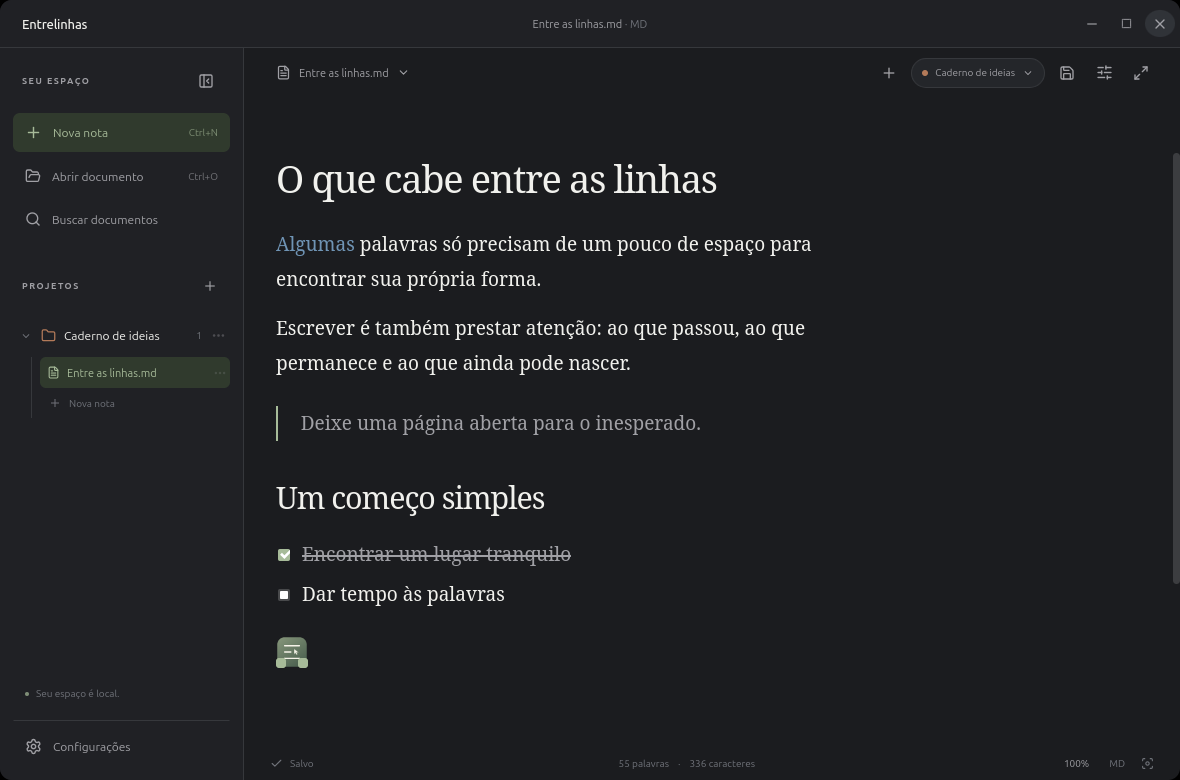 Entrelinhas
Entre as linhas.md · MD
SEU ESPAÇO
Nova nota Ctrl+N
Abrir documento Ctrl+O
Buscar documentos
PROJETOS
Caderno de ideias 1
Entre as linhas.md
Nova nota
Seu espaço é local.
Configurações
Entre as linhas.md
Caderno de ideias
O que cabe entre as linhas
Algumas palavras só precisam de um pouco de espaço para
encontrar sua própria forma.
Escrever é também prestar atenção: ao que passou, ao que
permanece e ao que ainda pode nascer.
Deixe uma página aberta para o inesperado.
Um começo simples
Encontrar um lugar tranquilo
Dar tempo às palavras
Salvo
55 palavras · 336 caracteres
100% MD